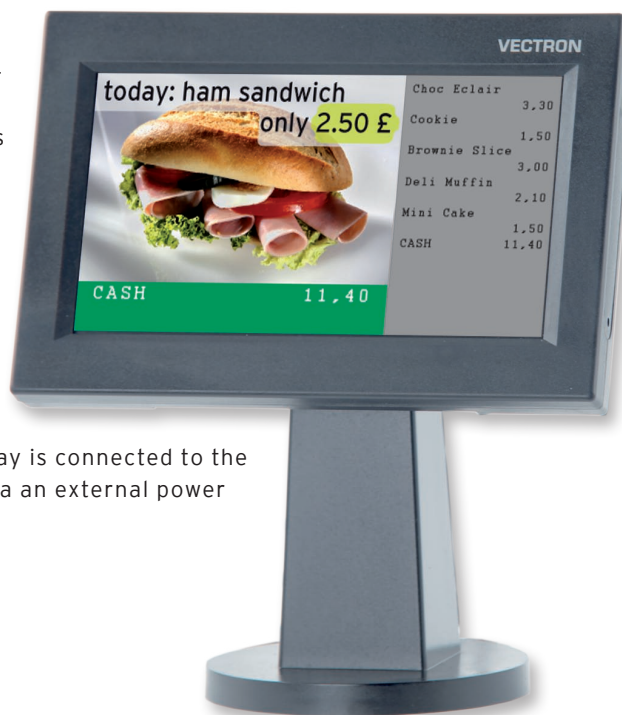 VECTRON
today: ham sandwich
only 2.50 £
CASH 11,40
Choc Eclair
3,30
Cookie
1,50
Brownie Slice
3,00
Deli Muffin
2,10
Mini Cake
1,50
CASH 11,40
s
ay is connected to the
a an external power